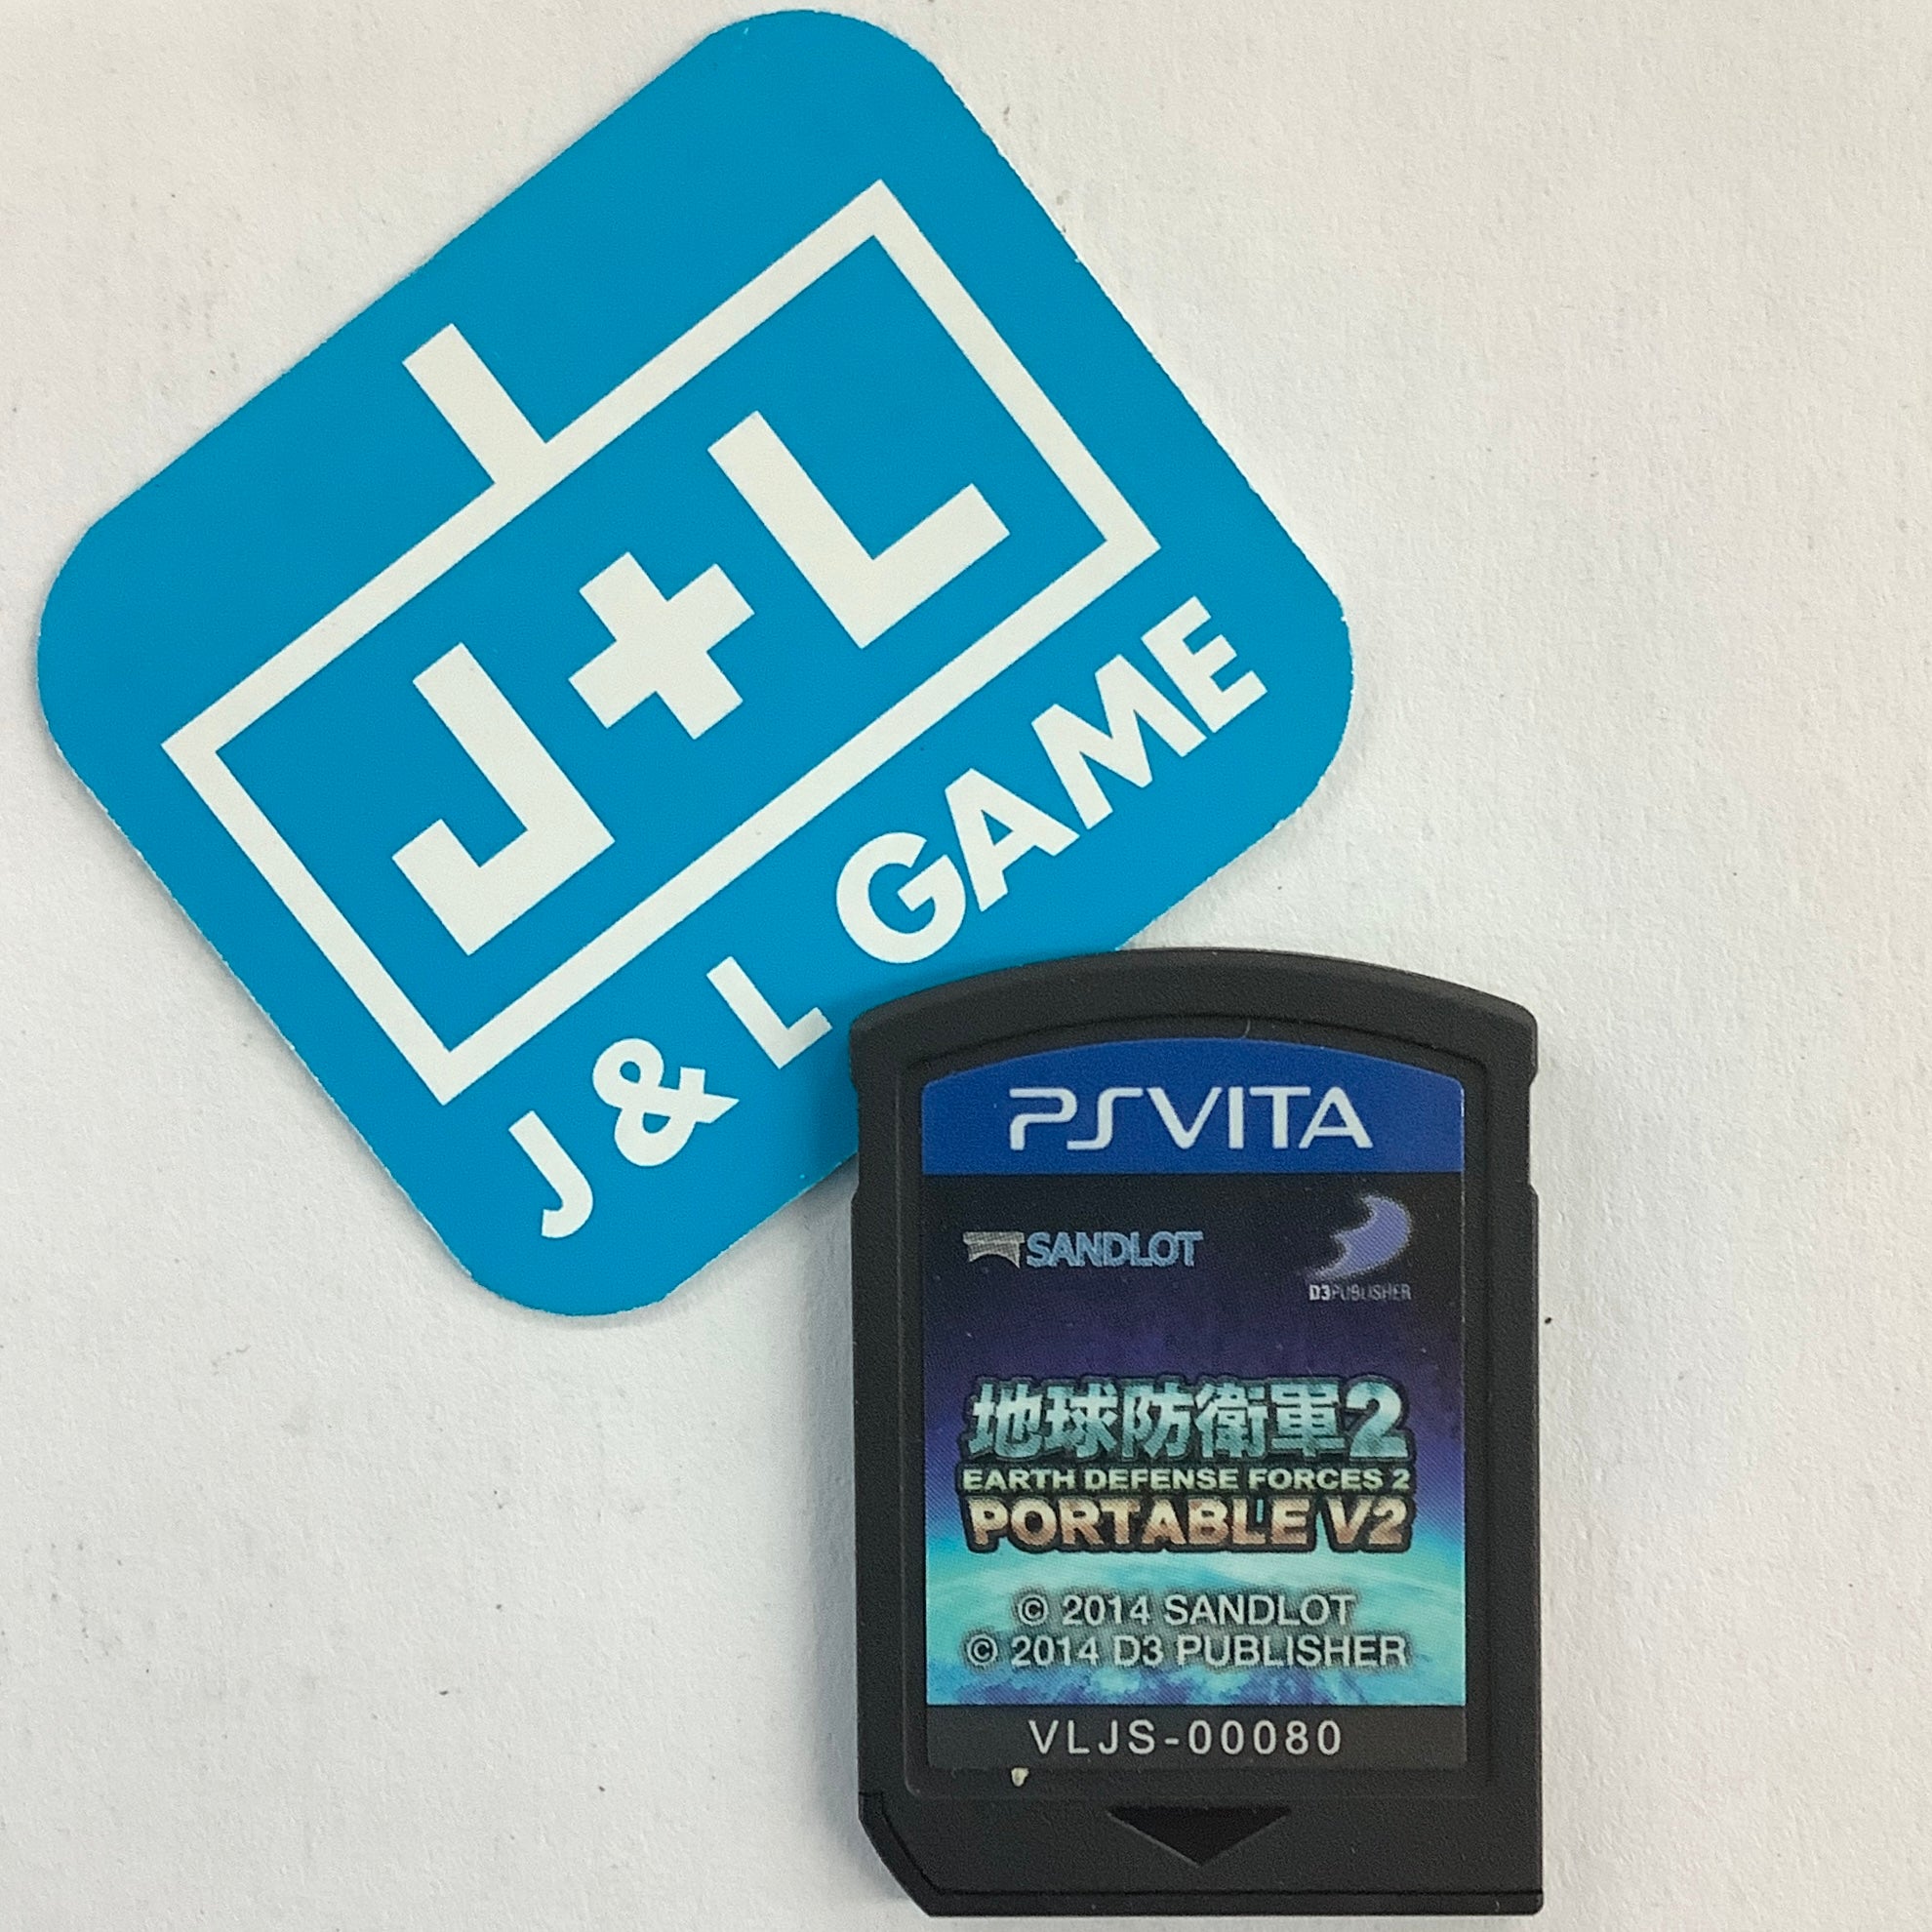 J+L
J & L GAME
PSVITA
SANDLOT
D3PUBLISHER
地球防衛軍2
EARTH DEFENSE FORCES 2
PORTABLE V2
© 2014 SANDLOT
© 2014 D3 PUBLISHER
VLJS-00080